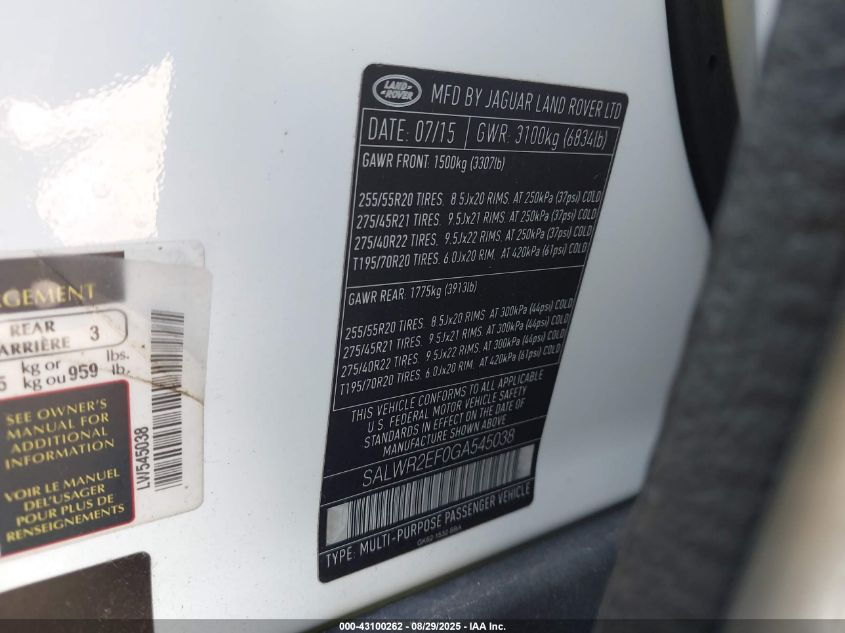 LAND ROVER MFD BY JAGUAR LAND ROVER LTD
DATE: 07/15 GWR: 3100kg (6834lb)
GAWR FRONT: 1500kg (3307lb)
255/55R20 TIRES, 8.5Jx20 RIMS, AT 250kPa (37psi) COLD
275/45R21 TIRES, 9.5Jx21 RIMS, AT 250kPa (37psi) COLD
275/40R22 TIRES, 9.5Jx22 RIMS, AT 250kPa (37psi) COLD
T195/70R20 TIRES, 6.0Jx20 RIM, AT 420kPa (61psi) COLD
GAWR REAR: 1775kg (3913lb)
255/55R20 TIRES, 8.5Jx20 RIMS, AT 300kPa (44psi) COLD
275/45R21 TIRES, 9.5Jx21 RIMS, AT 300kPa (44psi) COLD
275/40R22 TIRES, 9.5Jx22 RIMS, AT 300kPa (44psi) COLD
T195/70R20 TIRES, 6.0Jx20 RIM, AT 420kPa (61psi) COLD
THIS VEHICLE CONFORMS TO ALL APPLICABLE
U.S. FEDERAL MOTOR VEHICLE SAFETY
STANDARDS IN EFFECT ON THE DATE OF
MANUFACTURE SHOWN ABOVE
SALWR2EF0GA545038
TYPE: MULTI-PURPOSE PASSENGER VEHICLE
REAR 3
ARRIÈRE
kg or 959 lbs.
kg ou lb.
SEE OWNER'S
MANUAL FOR
ADDITIONAL
INFORMATION
VOIR LE MANUEL
DEL'USAGER
POUR PLUS DE
RENSEIGNEMENTS
LW545038
000-43100262 - 08/29/2025 - IAA Inc.